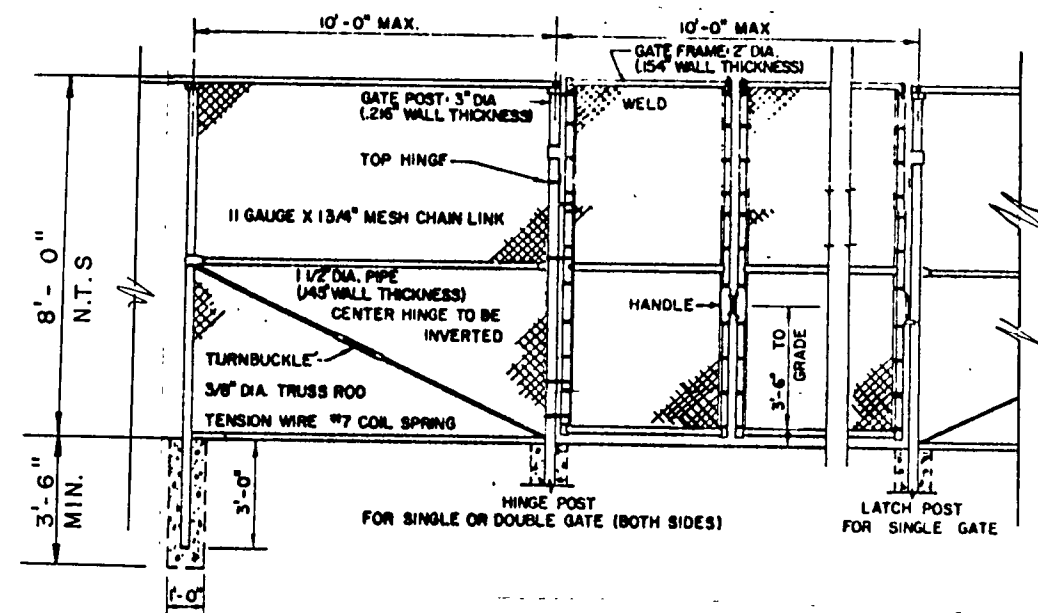 10'-0" MAX.
10'-0" MAX
GATE FRAME: 2" DIA.
(.154" WALL THICKNESS)
GATE POST: 3" DIA
(.216" WALL THICKNESS)
WELD
TOP HINGE
11 GAUGE X 1 3/4" MESH CHAIN LINK
8'-0"
N.T.S
1 1/2" DIA. PIPE
(.145" WALL THICKNESS)
CENTER HINGE TO BE
INVERTED
HANDLE
3'-6" TO
GRADE
TURNBUCKLE
3/8" DIA. TRUSS ROD
TENSION WIRE #7 COIL SPRING
3'-6"
MIN.
3'-0"
HINGE POST
FOR SINGLE OR DOUBLE GATE (BOTH SIDES)
LATCH POST
FOR SINGLE GATE
1'-0"